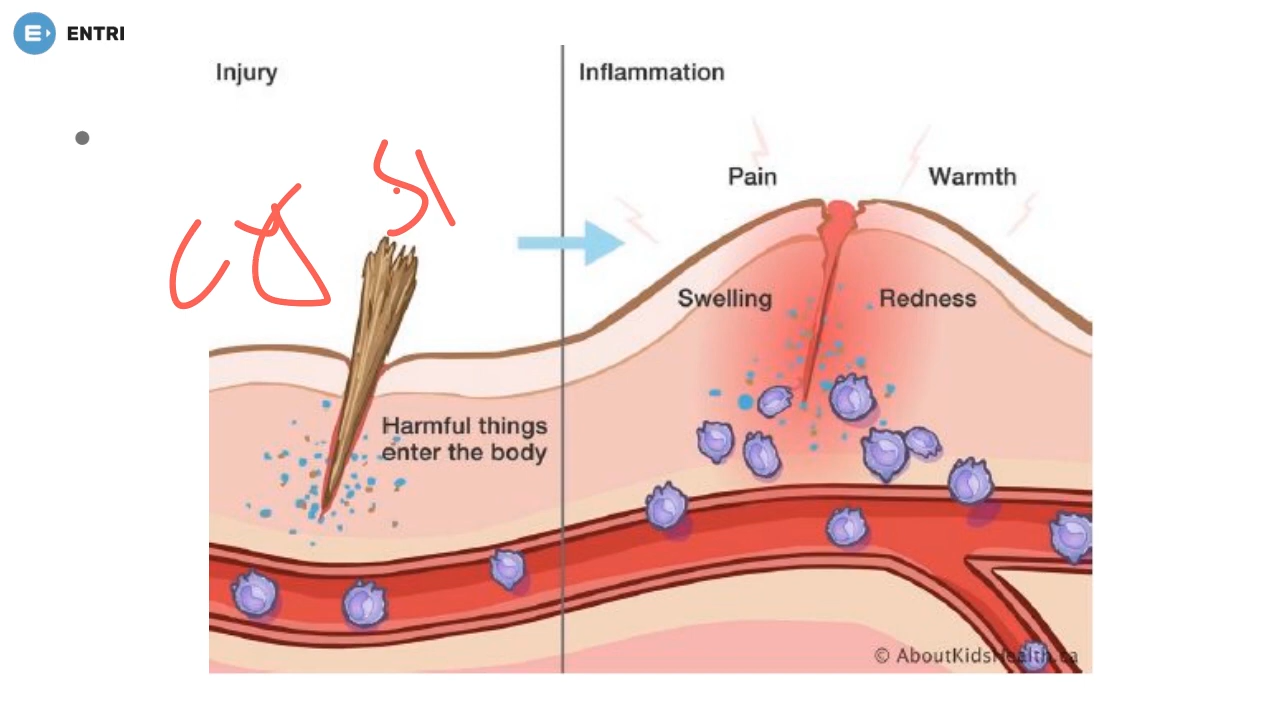 ENTRI
Injury
Inflammation
Pain
Warmth
Swelling
Redness
Harmful things
enter the body
© AboutKidsHealth.ca